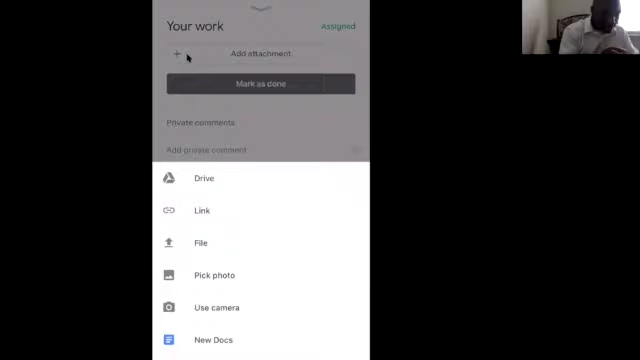 Your work
Assigned
+ Add attachment
Mark as done
Private comments
Add private comment
Drive
Link
File
Pick photo
Use camera
New Docs